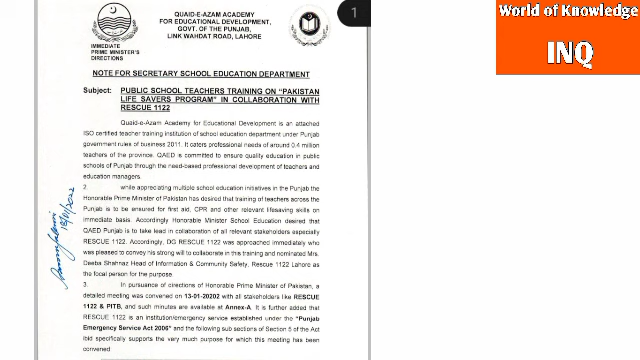 World of Knowledge
INQ
1
IMMEDIATE
PRIME MINISTER'S
DIRECTIONS
QUAID-E-AZAM ACADEMY
FOR EDUCATIONAL DEVELOPMENT,
GOVT. OF THE PUNJAB,
LINK WAHDAT ROAD, LAHORE
NOTE FOR SECRETARY SCHOOL EDUCATION DEPARTMENT
Subject: PUBLIC SCHOOL TEACHERS TRAINING ON "PAKISTAN
LIFE SAVERS PROGRAM" IN COLLABORATION WITH
RESCUE 1122
Quaid-e-Azam Academy for Educational Development is an attached
ISO certified teacher training institution of school education department under Punjab
government rules of business 2011. It caters professional needs of around 0.4 million
teachers of the province. QAED is committed to ensure quality education in public
schools of Punjab through the need-based professional development of teachers and
education managers.
2. while appreciating multiple school education initiatives in the Punjab the
Honorable Prime Minister of Pakistan has desired that training of teachers across the
Punjab is to be ensured for first aid, CPR and other relevant lifesaving skills on
immediate basis. Accordingly Honorable Minister School Education desired that
QAED Punjab is to take lead in collaboration of all relevant stakeholders especially
RESCUE 1122. Accordingly, DG RESCUE 1122 was approached immediately who
was pleased to convey his strong will to collaborate in this training and nominated Mrs.
Deeba Shahnaz Head of Information & Community Safety, Rescue 1122 Lahore as
the focal person for the purpose.
3. In pursuance of directions of Honorable Prime Minister of Pakistan, a
detailed meeting was convened on 13-01-20202 with all stakeholders like RESCUE
1122 & PITB, and such minutes are available at Annex-A. It is further added that
RESCUE 1122 is an institution/emergency service established under the "Punjab
Emergency Service Act 2006" and the following sub sections of Section 5 of the Act
ibid specifically supports the very much purpose for which this meeting has been
convened.